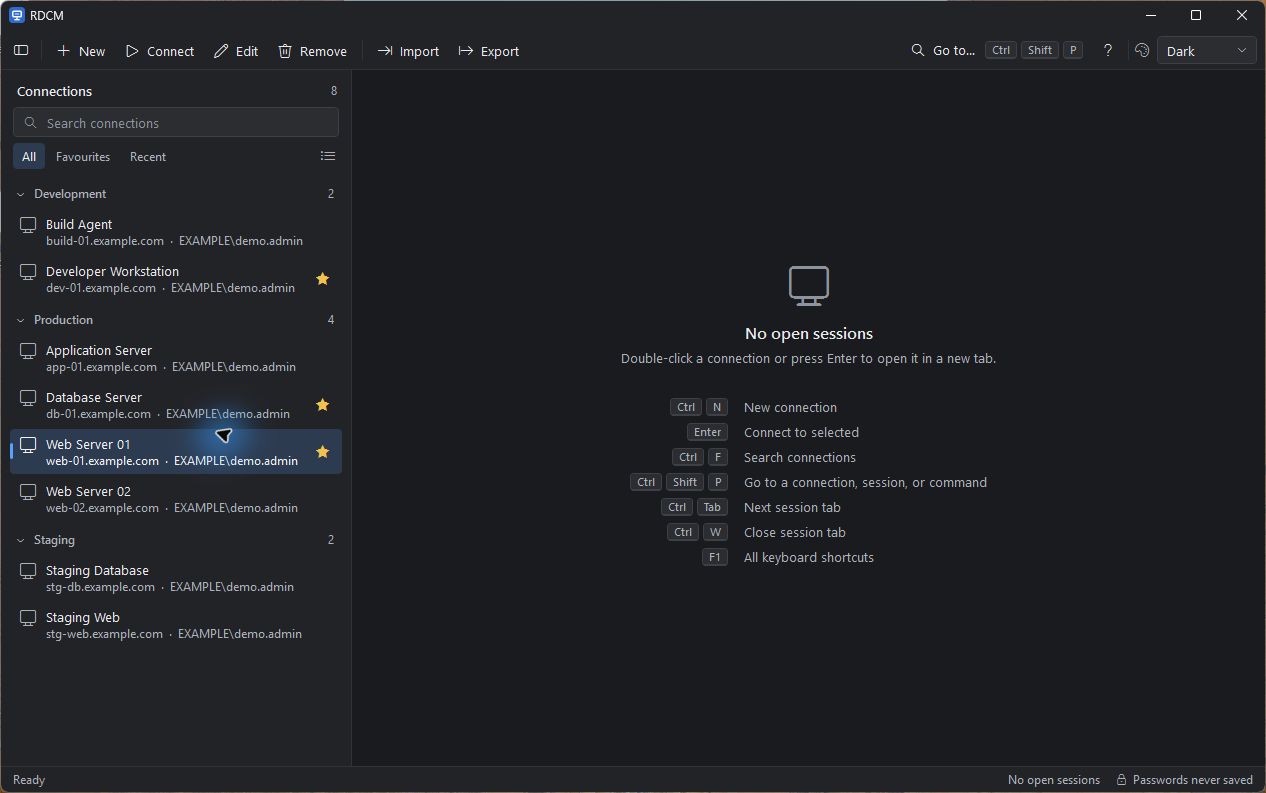 RDCM
New Connect Edit Remove Import Export Go to... Ctrl Shift P ? Dark
Connections 8
Search connections
All Favourites Recent
Development 2
Build Agent
build-01.example.com · EXAMPLE\demo.admin
Developer Workstation
dev-01.example.com · EXAMPLE\demo.admin
Production 4
Application Server
app-01.example.com · EXAMPLE\demo.admin
Database Server
db-01.example.com · EXAMPLE\demo.admin
Web Server 01
web-01.example.com · EXAMPLE\demo.admin
Web Server 02
web-02.example.com · EXAMPLE\demo.admin
Staging 2
Staging Database
stg-db.example.com · EXAMPLE\demo.admin
Staging Web
stg-web.example.com · EXAMPLE\demo.admin
No open sessions
Double-click a connection or press Enter to open it in a new tab.
Ctrl N New connection
Enter Connect to selected
Ctrl F Search connections
Ctrl Shift P Go to a connection, session, or command
Ctrl Tab Next session tab
Ctrl W Close session tab
F1 All keyboard shortcuts
Ready No open sessions Passwords never saved